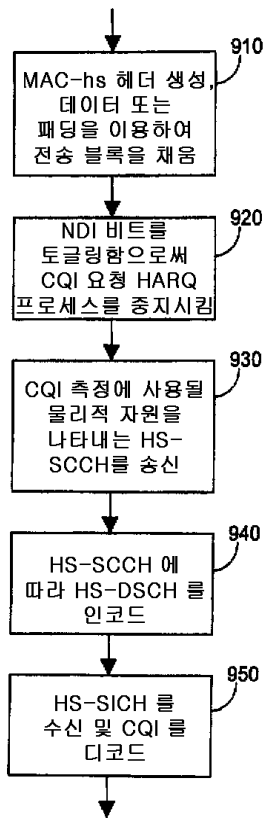 910
MAC-hs 헤더 생성,
데이터 또는
패딩을 이용하여
전송 블록을 채움
920
NDI 비트를
토글링함으로써
CQI 요청 HARQ
프로세스를 중지시킴
930
CQI 측정에 사용될
물리적 자원을
나타내는 HS-
SCCH를 송신
940
HS-SCCH 에
따라 HS-DSCH 를
인코드
950
HS-SICH 를
수신 및 CQI 를
디코드